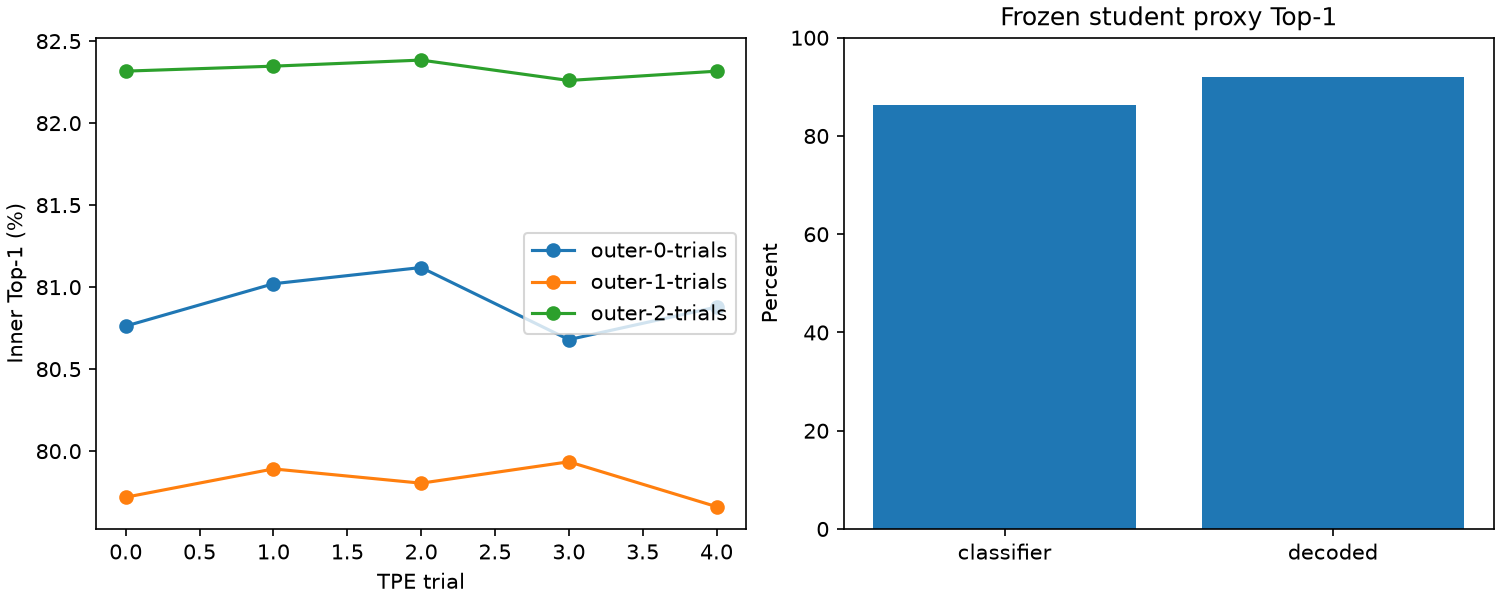 82.5
82.0
81.5
81.0
80.5
80.0
Inner Top-1 (%)
0.0 0.5 1.0 1.5 2.0 2.5 3.0 3.5 4.0
TPE trial
outer-0-trials
outer-1-trials
outer-2-trials
Frozen student proxy Top-1
100
80
60
40
20
0
Percent
classifier decoded